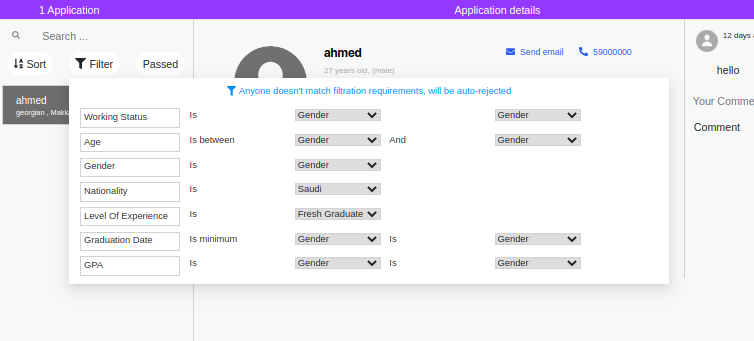 1 Application
Application details
Search ...
Sort
Filter
Passed
ahmed
georgian , Makk
ahmed
27 years old, (male)
Send email
59000000
12 days a
hello
Your Comme
Comment
Anyone doesn't match filtration requirements, will be auto-rejected
Working Status Is Gender Gender
Age Is between Gender And Gender
Gender Is Gender
Nationality Is Saudi
Level Of Experience Is Fresh Graduate
Graduation Date Is minimum Gender Is Gender
GPA Is Gender Is Gender